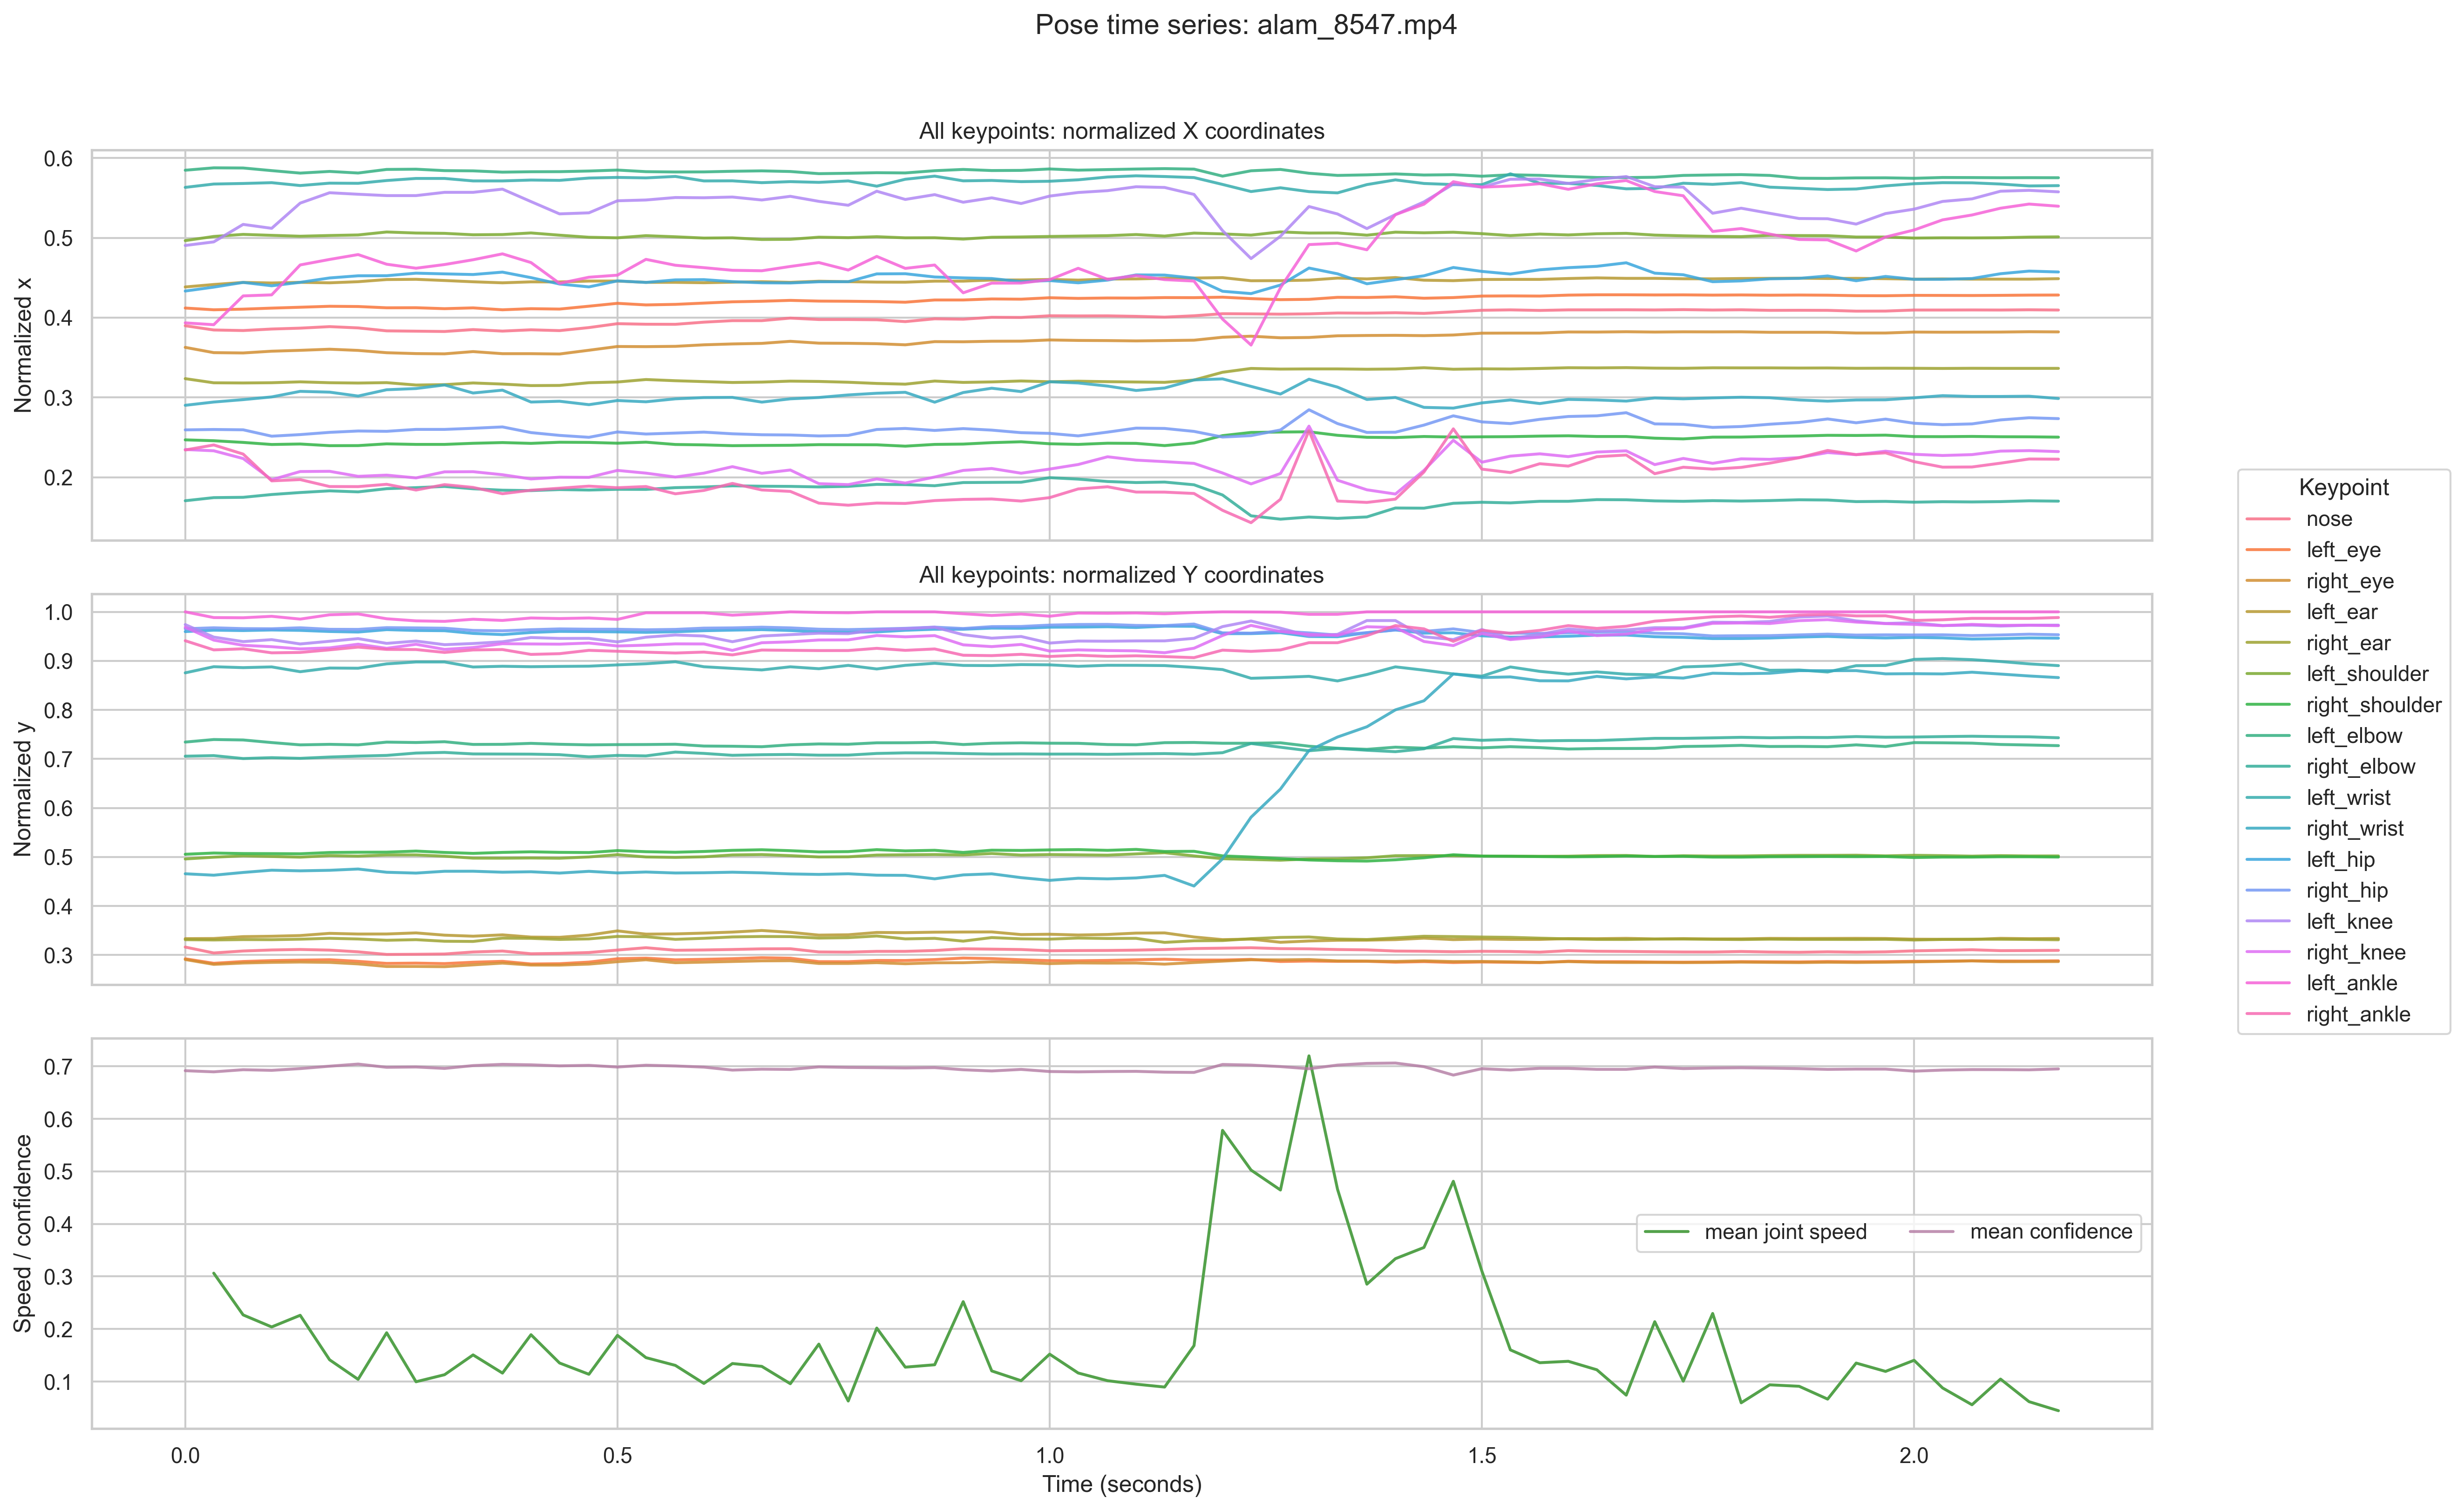 Pose time series: alam_8547.mp4
All keypoints: normalized X coordinates
Normalized x
0.6
0.5
0.4
0.3
0.2
All keypoints: normalized Y coordinates
Normalized y
1.0
0.9
0.8
0.7
0.6
0.5
0.4
0.3
Keypoint
nose
left_eye
right_eye
left_ear
right_ear
left_shoulder
right_shoulder
left_elbow
right_elbow
left_wrist
right_wrist
left_hip
right_hip
left_knee
right_knee
left_ankle
right_ankle
Speed / confidence
0.7
0.6
0.5
0.4
0.3
0.2
0.1
mean joint speed mean confidence
0.0 0.5 1.0 1.5 2.0
Time (seconds)